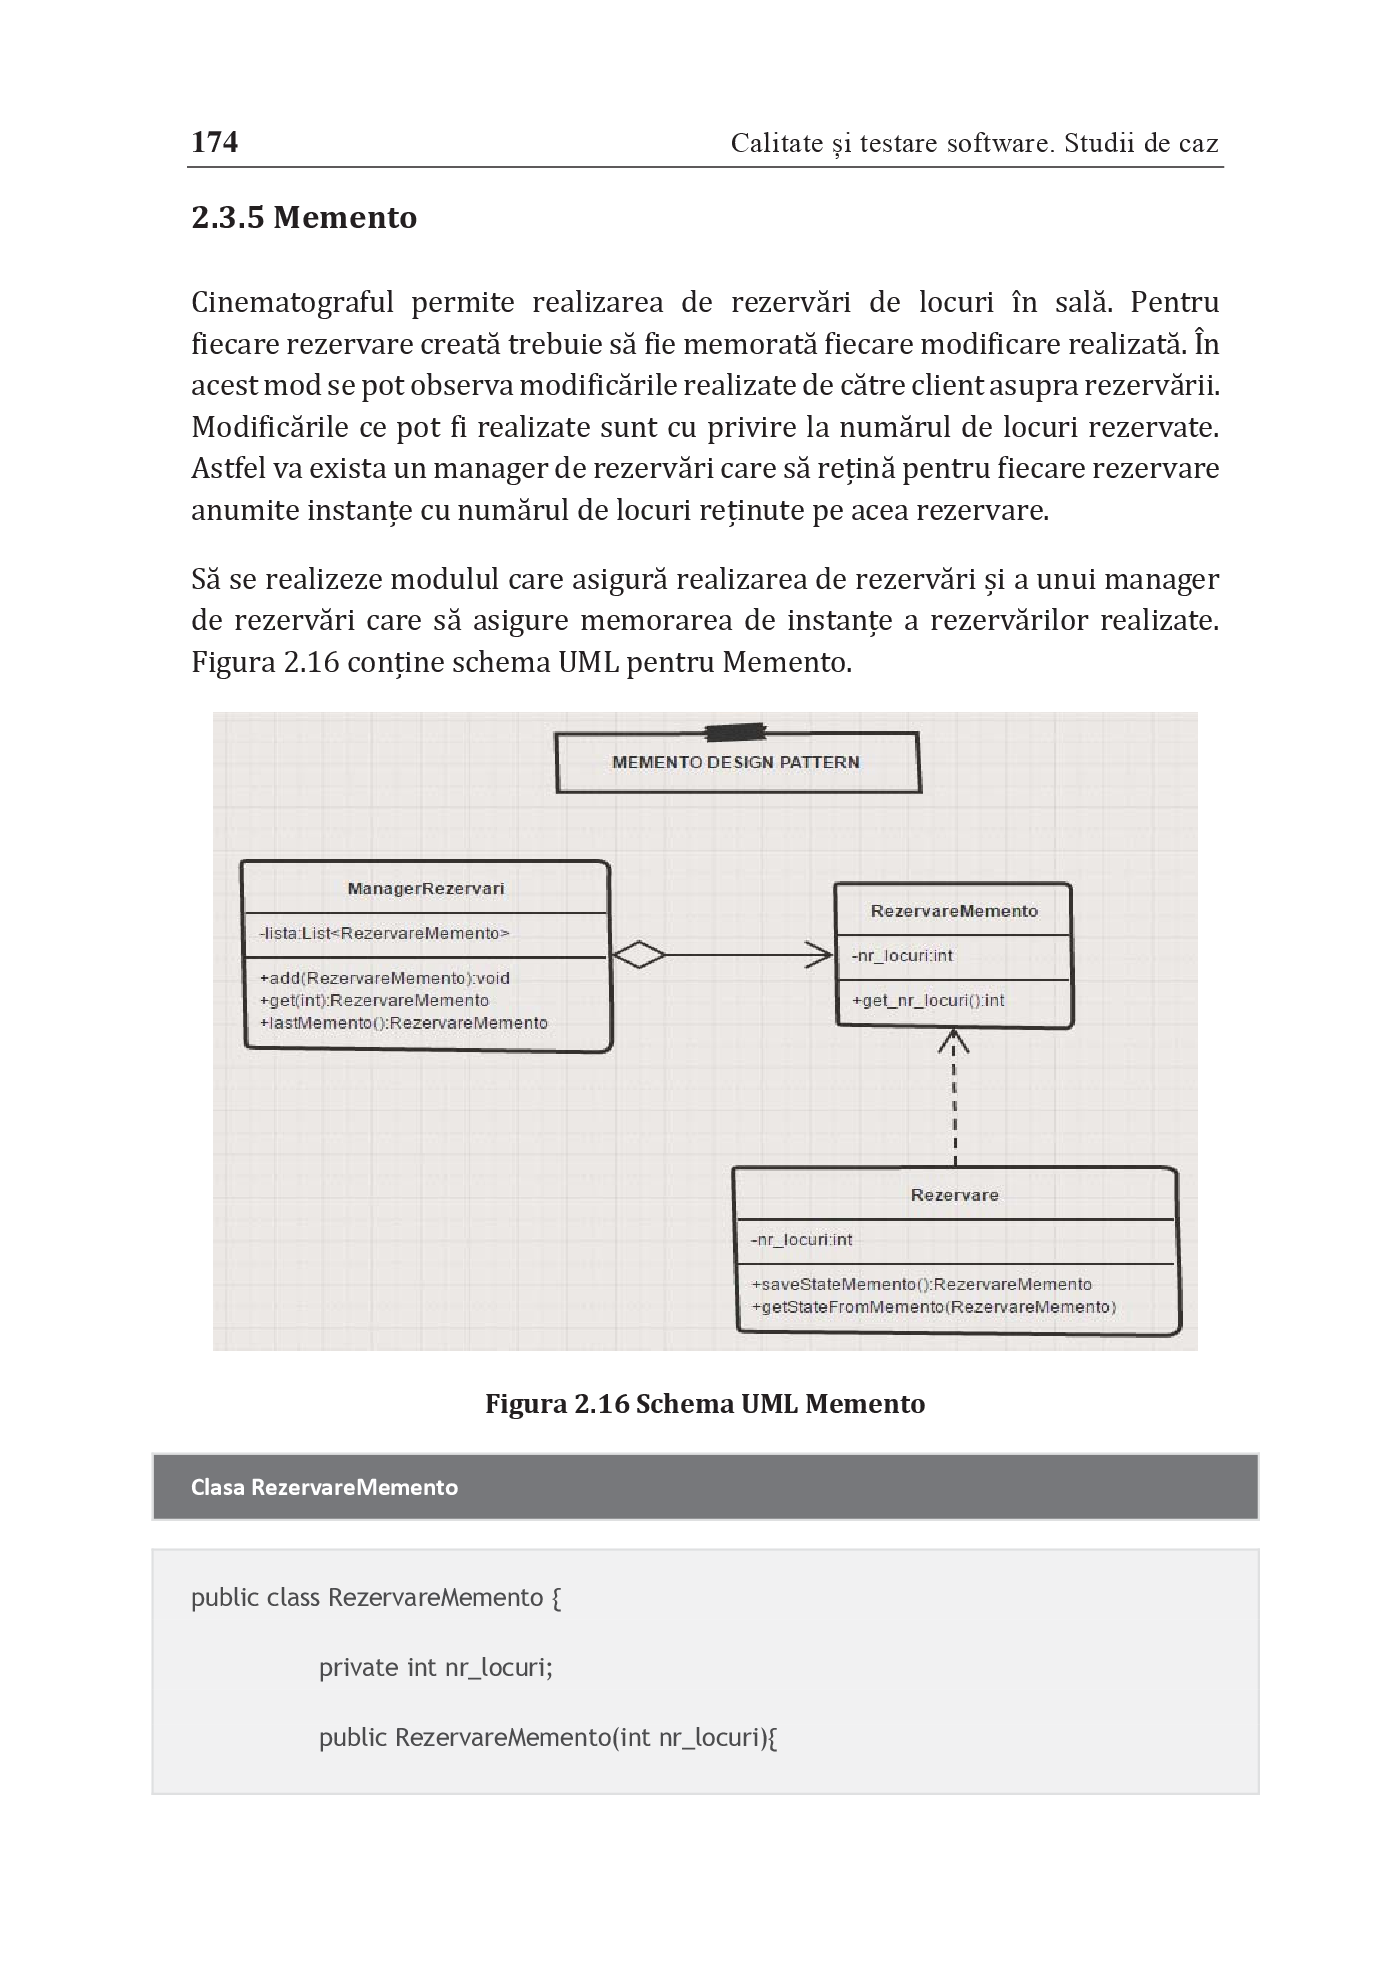 174 Calitate și testare software. Studii de caz
2.3.5 Memento
Cinematograful permite realizarea de rezervări de locuri în sală. Pentru
fiecare rezervare creată trebuie să fie memorată fiecare modificare realizată. În
acest mod se pot observa modificările realizate de către client asupra rezervării.
Modificările ce pot fi realizate sunt cu privire la numărul de locuri rezervate.
Astfel va exista un manager de rezervări care să rețină pentru fiecare rezervare
anumite instanțe cu numărul de locuri reținute pe acea rezervare.
Să se realizeze modulul care asigură realizarea de rezervări și a unui manager
de rezervări care să asigure memorarea de instanțe a rezervărilor realizate.
Figura 2.16 conține schema UML pentru Memento.
MEMENTO DESIGN PATTERN
ManagerRezervari
-lista:List<RezervareMemento>
+add(RezervareMemento):void
+get(int):RezervareMemento
+lastMemento():RezervareMemento
RezervareMemento
-nr_locuri:int
+get_nr_locuri():int
Rezervare
-nr_locuri:int
+saveStateMemento():RezervareMemento
+getStateFromMemento(RezervareMemento)
Figura 2.16 Schema UML Memento
Clasa RezervareMemento
public class RezervareMemento {
private int nr_locuri;
public RezervareMemento(int nr_locuri){